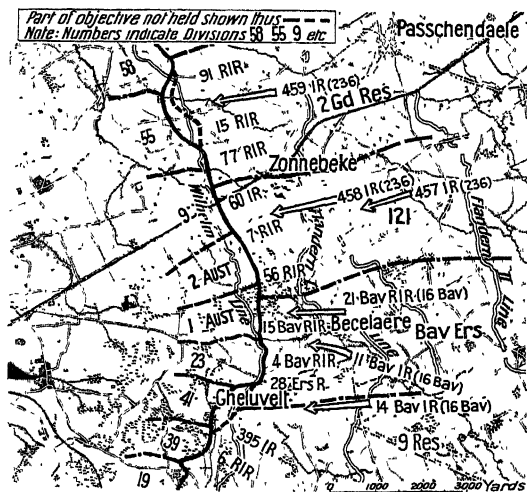 Part of objective not held shown thus
Note: Numbers indicate Divisions 58 55 9 etc
Passchendaele
58
91 RIR
459 IR (236)
2 Gd Res
55
15 RIR
77 RIR
Zonnebeke
9
60 IR
458 IR (236)
457 IR (236)
Wilhelm
7 RIR
121
Flandern II
Line
2 AUST
56 RIR
Line
21 Bav RIR (16 Bav)
1 AUST
15 Bav RIR
Becelaere
Bav Ers
Line
23
4 Bav RIR
11 Bav IR (16 Bav)
28 Ers R
41
Gheluvelt
14 Bav IR (16 Bav)
39
395 IR
9 Res
19
RIR
0 1000 2000 3000 Yards